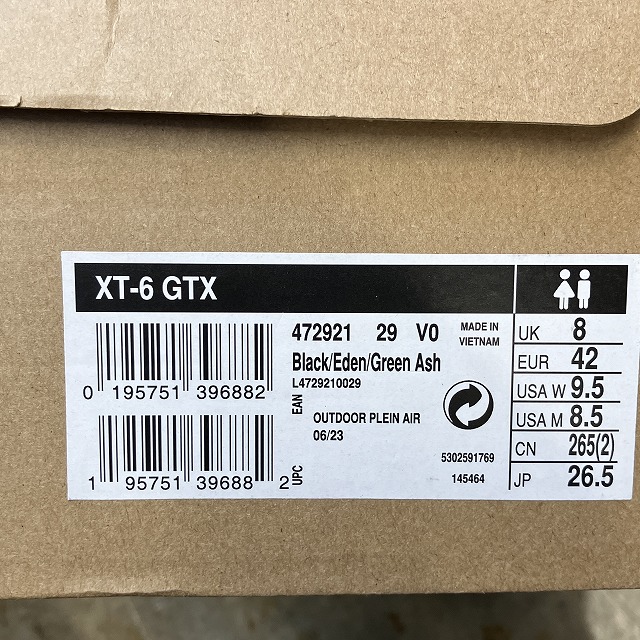 XT-6 GTX
472921 29 V0
MADE IN
VIETNAM
Black/Eden/Green Ash
L4729210029
0 195751 396882
EAN
OUTDOOR PLEIN AIR
06/23
5302591769
145464
1 95751 39688 2
UPC
UK 8
EUR 42
USA W 9.5
USA M 8.5
CN 265(2)
JP 26.5